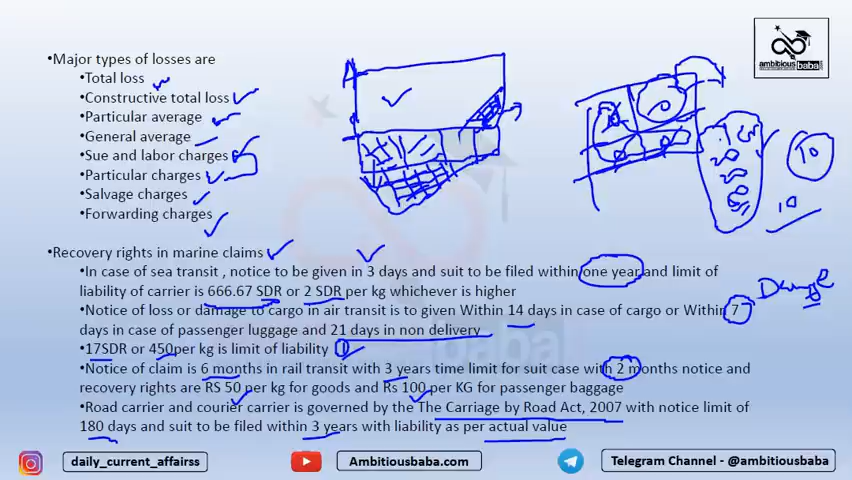 •Major types of losses are
•Total loss
•Constructive total loss
•Particular average
•General average
•Sue and labor charges
•Particular charges
•Salvage charges
•Forwarding charges
•Recovery rights in marine claims
•In case of sea transit , notice to be given in 3 days and suit to be filed within one year and limit of
liability of carrier is 666.67 SDR or 2 SDR per kg whichever is higher
•Notice of loss or damage to cargo in air transit is to given Within 14 days in case of cargo or Within 7
days in case of passenger luggage and 21 days in non delivery
•17SDR or 450per kg is limit of liability
•Notice of claim is 6 months in rail transit with 3 years time limit for suit case with 2 months notice and
recovery rights are RS 50 per kg for goods and Rs 100 per KG for passenger baggage
•Road carrier and courier carrier is governed by the The Carriage by Road Act, 2007 with notice limit of
180 days and suit to be filed within 3 years with liability as per actual value
ambitiousbaba
10
10
daily_current_affairss
Ambitiousbaba.com
Telegram Channel - @ambitiousbaba